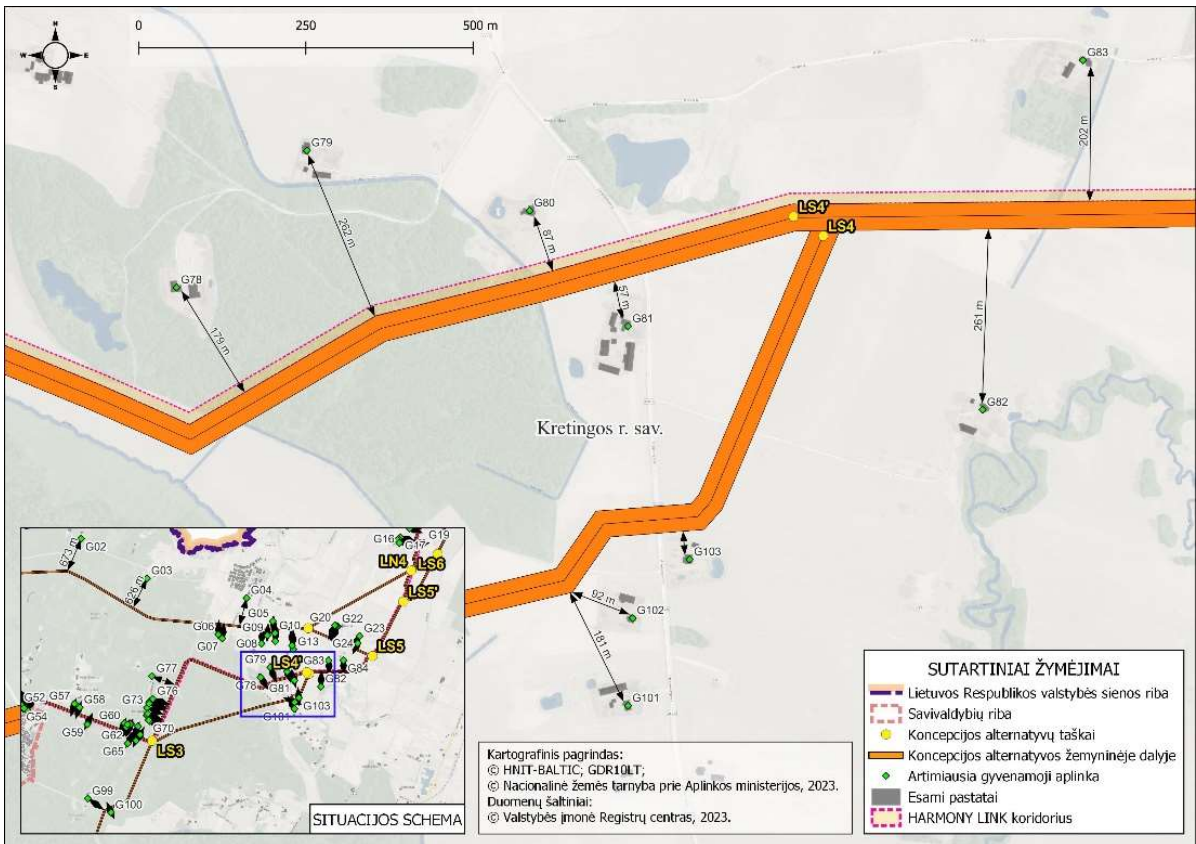 0 250 500 m
N
W E
S
G83
202 m
G79
G80
262 m
87 m
LS4'
LS4
G78
57 m
G81
179 m
261 m
G82
Kretingos r. sav.
G103
92 m
G102
181 m
G101
G02
673 m
G03
626 m
G04
G16
G17
G19
LN4
LS6
LS5'
G05
G06
G09
G10
G20
G22
G07
G08
G13
G23
G24
LS5
G79
LS4'
G83
G84
G77
G78
G81
G82
G76
G73
G52
G57
G58
G54
G60
G59
G62
G70
G65
LS3
G101
G103
G99
G100
SITUACIJOS SCHEMA
Kartografinis pagrindas:
© HNIT-BALTIC; GDR10LT;
© Nacionalinė žemės tarnyba prie Aplinkos ministerijos, 2023.
Duomenų šaltiniai:
© Valstybės įmonė Registrų centras, 2023.
SUTARTINIAI ŽYMĖJIMAI
Lietuvos Respublikos valstybės sienos riba
Savivaldybių riba
Koncepcijos alternatyvų taškai
Koncepcijos alternatyvos žemyninėje dalyje
Artimiausia gyvenamoji aplinka
Esami pastatai
HARMONY LINK koridorius